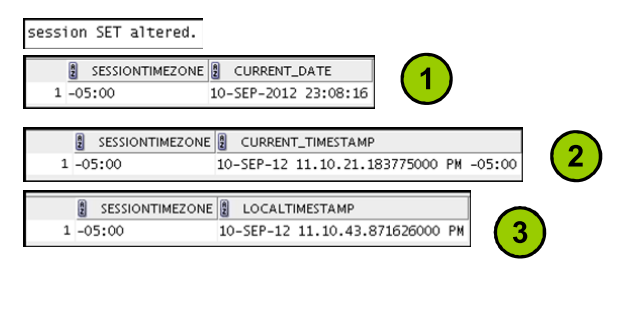 session SET altered.
SESSIONTIMEZONE CURRENT_DATE
1 -05:00 10-SEP-2012 23:08:16
1
SESSIONTIMEZONE CURRENT_TIMESTAMP
1 -05:00 10-SEP-12 11.10.21.183775000 PM -05:00
2
SESSIONTIMEZONE LOCALTIMESTAMP
1 -05:00 10-SEP-12 11.10.43.871626000 PM
3